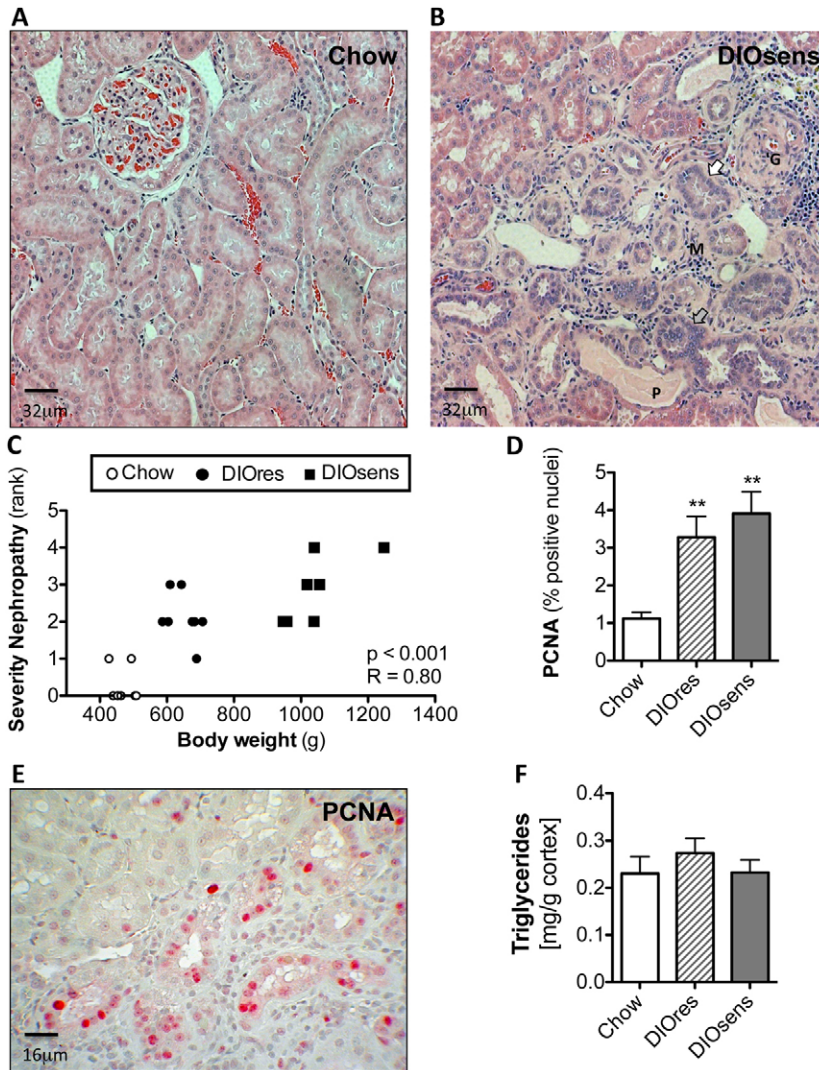 A
Chow
32μm
B
DIOsens
G
M
P
32μm
C
Chow DIOres DIOsens
Severity Nephropathy (rank)
5
4
3
2
1
0
p < 0.001
R = 0.80
400 600 800 1000 1200 1400
Body weight (g)
D
PCNA (% positive nuclei)
5
4
3
2
1
0
** **
Chow DIOres DIOsens
E
PCNA
16μm
F
Triglycerides
[mg/g cortex]
0.4
0.3
0.2
0.1
0.0
Chow DIOres DIOsens